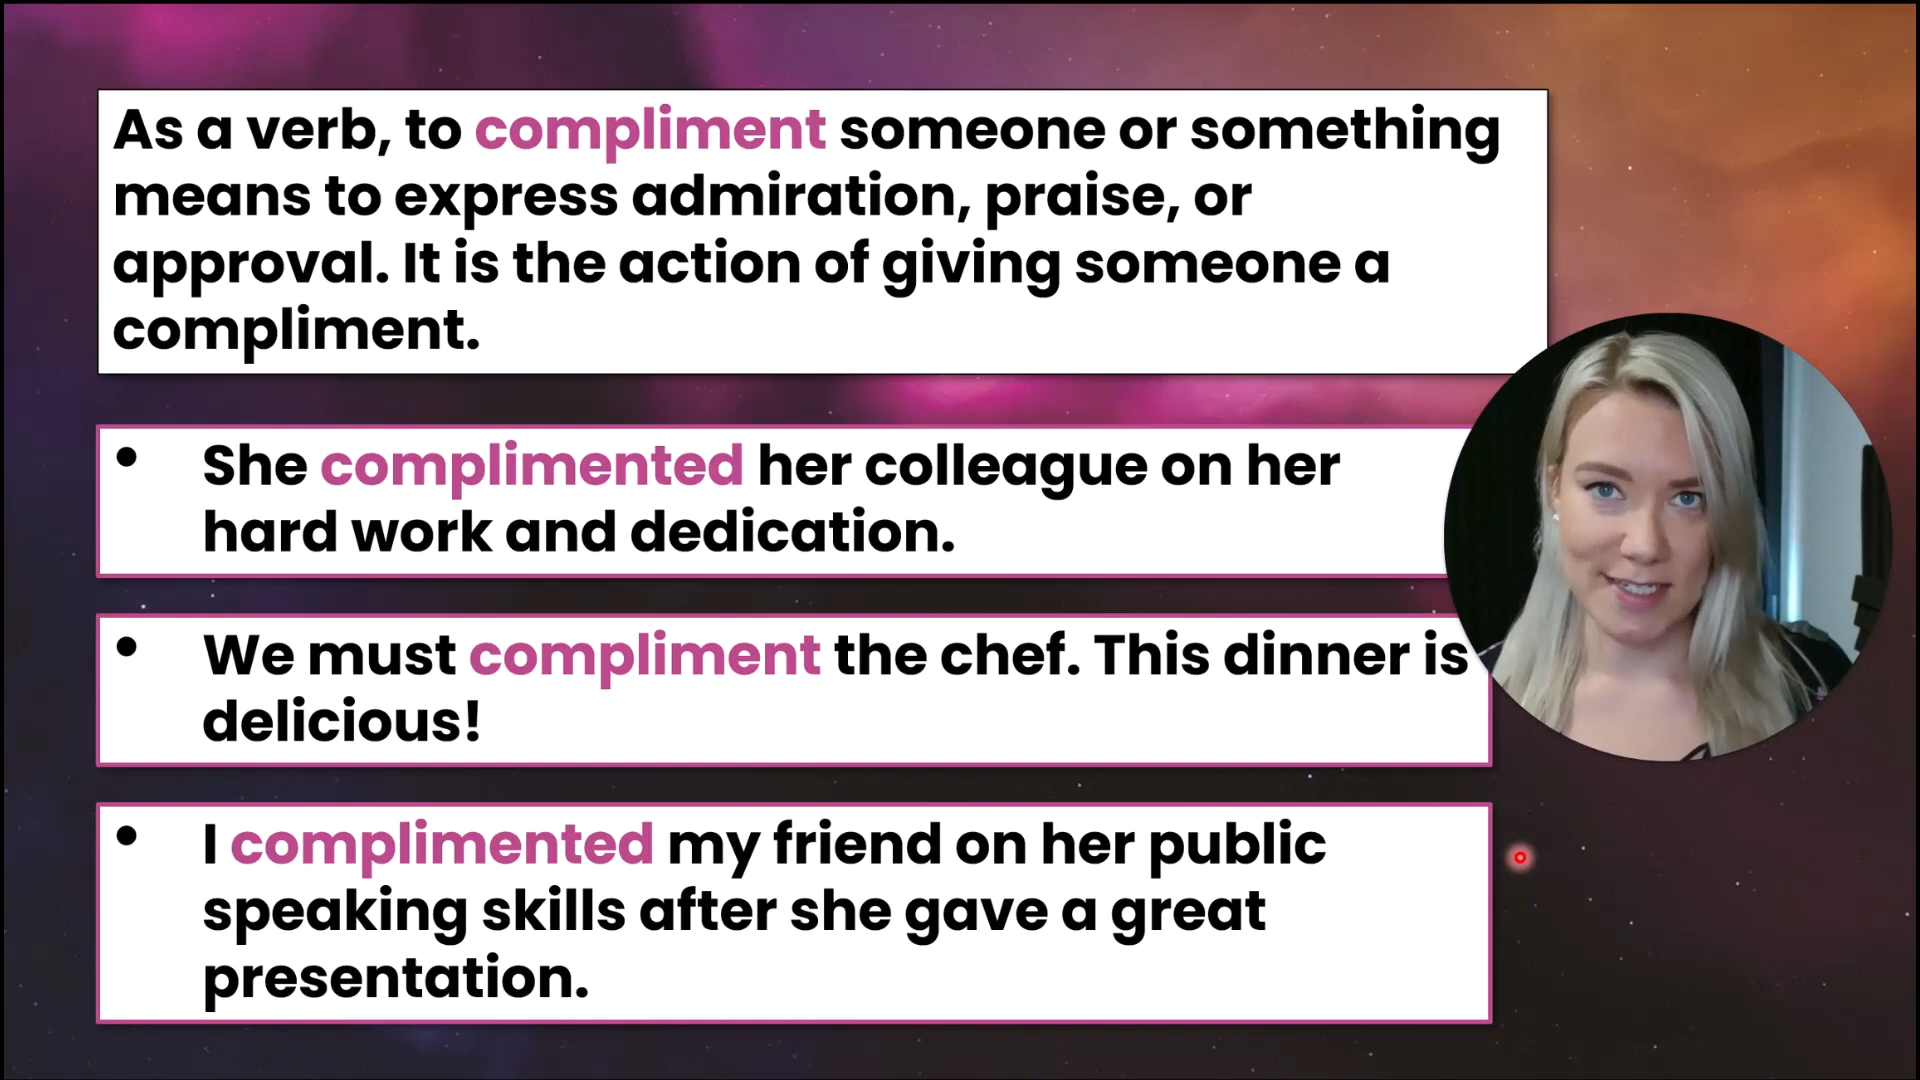 As a verb, to compliment someone or something
means to express admiration, praise, or
approval. It is the action of giving someone a
compliment.
• She complimented her colleague on her
hard work and dedication.
• We must compliment the chef. This dinner is
delicious!
• I complimented my friend on her public
speaking skills after she gave a great
presentation.